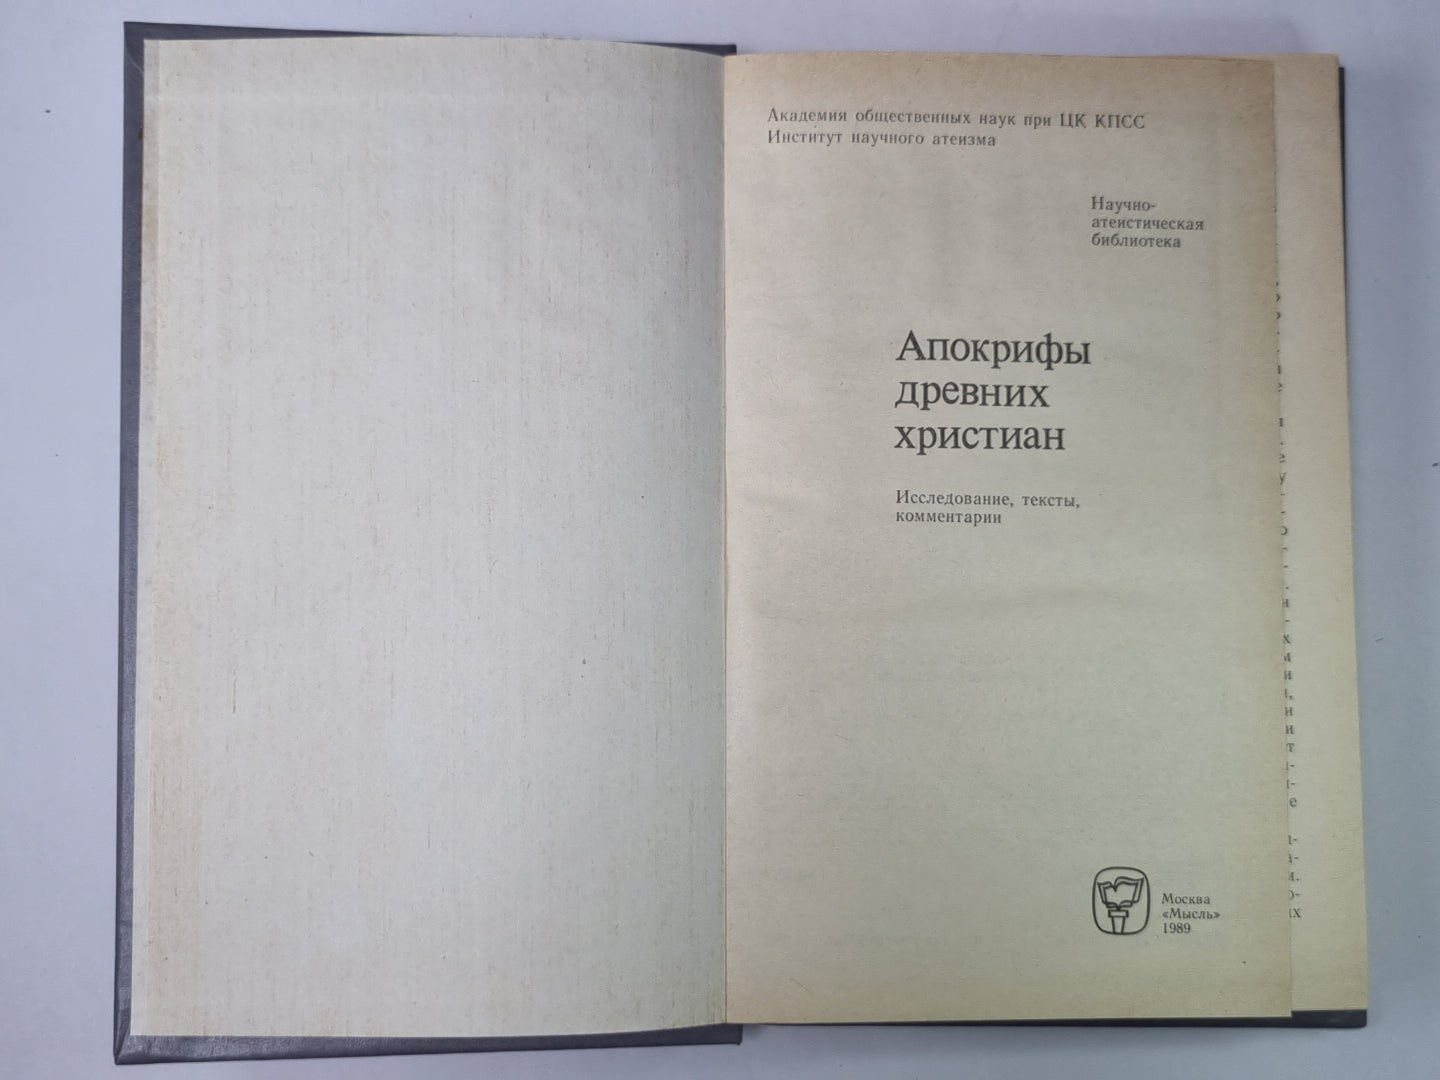 Академия общественных наук при ЦК КПСС
Институт научного атеизма
Научно-
атеистическая
библиотека
Апокрифы
древних
христиан
Исследование, тексты,
комментарии
Москва
«Мысль»
1989